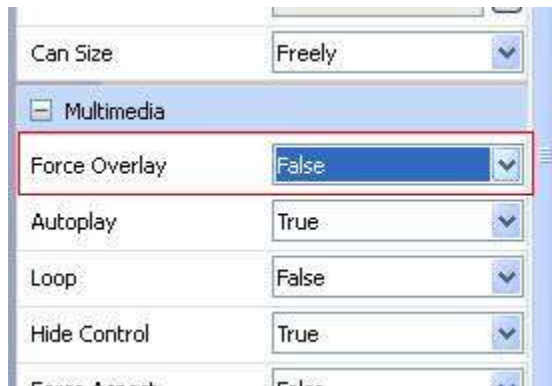 Can Size Freely
Multimedia
Force Overlay False
Autoplay True
Loop False
Hide Control True